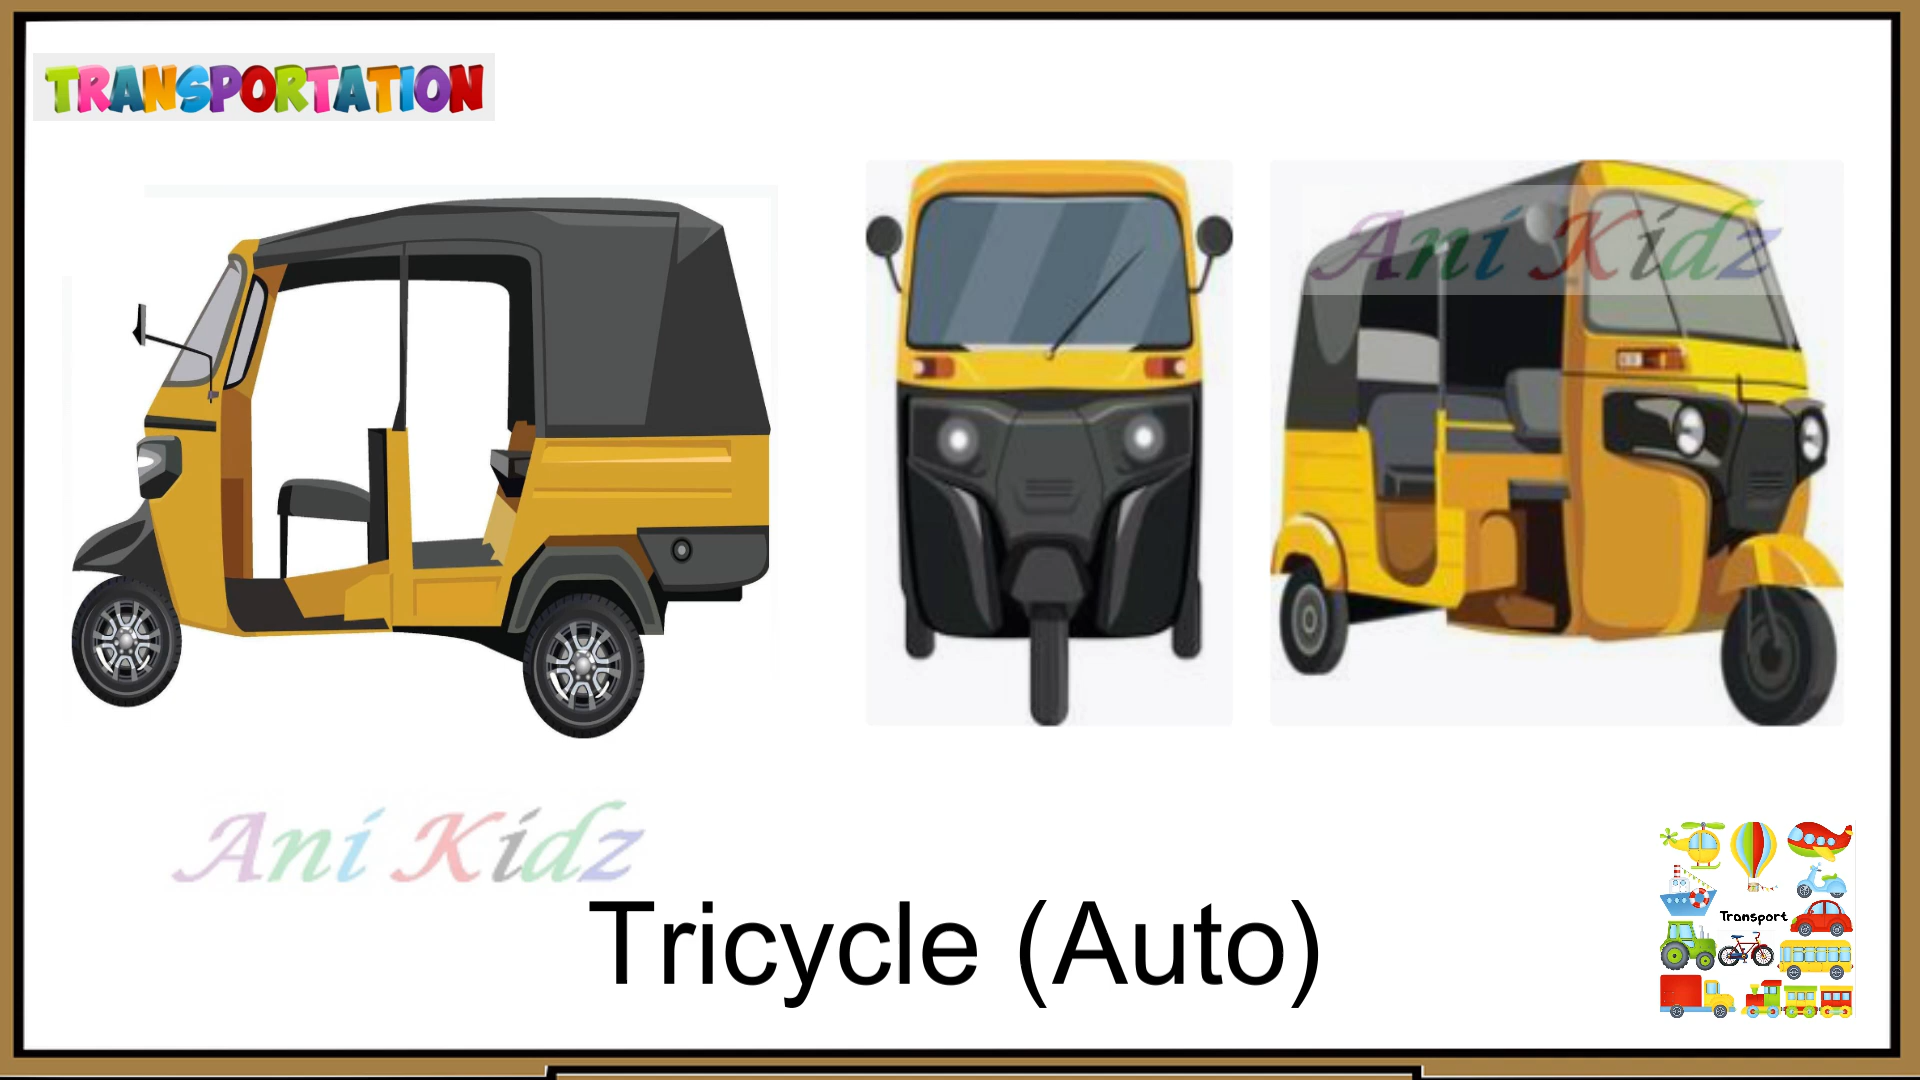 TRANSPORTATION
Ani Kidz
Ani Kidz
Tricycle (Auto)
Transport